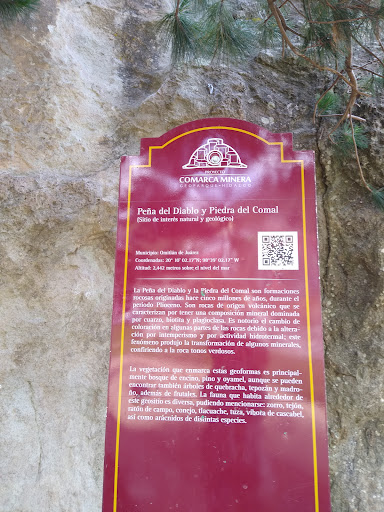 PROYECTO
COMARCA MINERA
GEOPARQUE • HIDALGO
Peña del Diablo y Piedra del Comal
(Sitio de interés natural y geológico)
Municipio: Omitlán de Juárez
Altitud: 2,442 metros sobre el nivel del mar
La Peña del Diablo y la Piedra del Comal son formaciones
rocosas originadas hace cinco millones de años, durante el
periodo Plioceno. Son rocas de origen volcánico que se
caracterizan por tener una composición mineral dominada
por cuarzo, biotita y plagioclasa. Es notorio el cambio de
coloración en algunas partes de las rocas debido a la altera-
ción por intemperismo y por actividad hidrotermal; este
fenómeno produjo la transformación de algunos minerales,
confiriendo a la roca tonos verdosos.
La vegetación que enmarca estas geoformas es principal-
mente bosque de encino, pino y oyamel, aunque se pueden
encontrar también árboles de quebracha, tepozán y madro-
ño, además de frutales. La fauna que habita alrededor de
este geositio es diversa, pudiendo mencionarse: zorro, tejón,
ratón de campo, conejo, tlacuache, tuza, víbora de cascabel,
así como arácnidos de distintas especies.